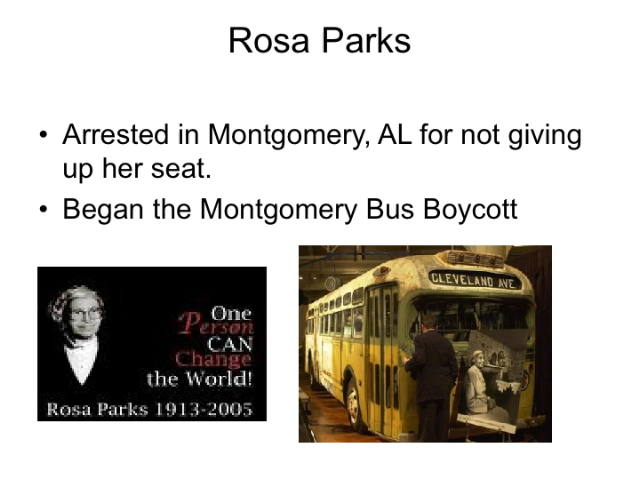 Rosa Parks
• Arrested in Montgomery, AL for not giving
up her seat.
• Began the Montgomery Bus Boycott
One
Person
CAN
Change
the World!
Rosa Parks 1913-2005
CLEVELAND AVE